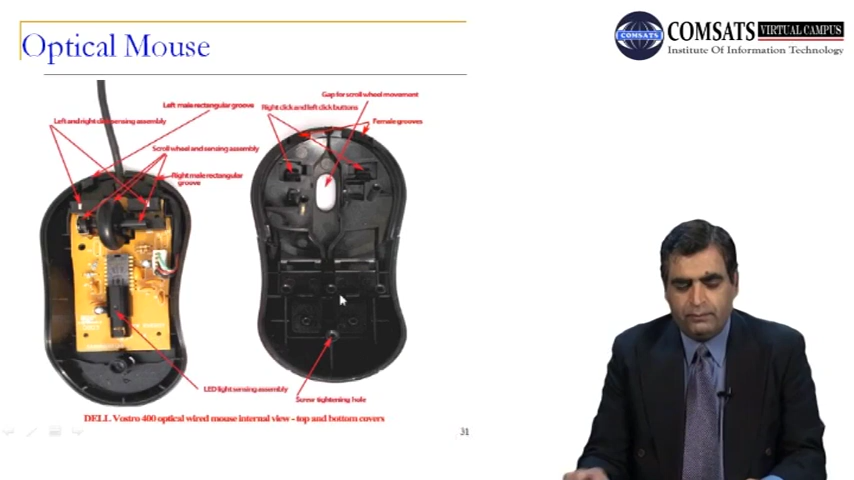 Optical Mouse
COMSATS
COMSATS VIRTUAL CAMPUS
Institute Of Information Technology
Gap for scroll wheel movement
Left male rectangular groove
Right click and left click buttons
Left and right click sensing assembly
Female grooves
Scroll wheel and sensing assembly
Right male rectangular
groove
LED light sensing assembly
Screw tightening hole
DELL Vostro 400 optical wired mouse internal view - top and bottom covers
31